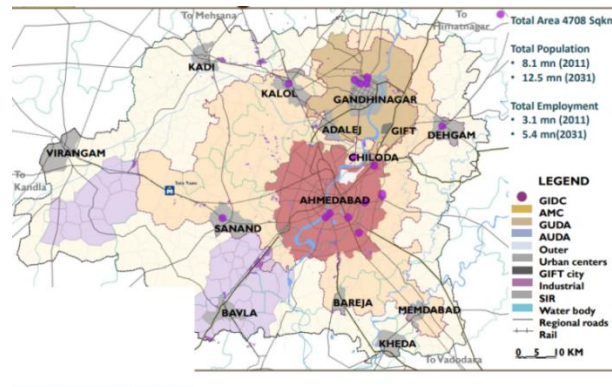 To Mehsana
To
Himatnagar
Total Area 4708 Sqkm
Total Population
• 8.1 mn (2011)
• 12.5 mn (2031)
Total Employment
• 3.1 mn (2011)
• 5.4 mn(2031)
KADI
KALOL
GANDHINAGAR
ADALEJ
GIFT
DEHGAM
VIRANGAM
To
Kandla
CHILODA
AHMEDABAD
SANAND
BAVLA
BAREJA
MEMDABAD
KHEDA
To Vadodara
LEGEND
GIDC
AMC
GUDA
AUDA
Outer
Urban centers
GIFT city
Industrial
SIR
Water body
Regional roads
Rail
0 5 10 KM